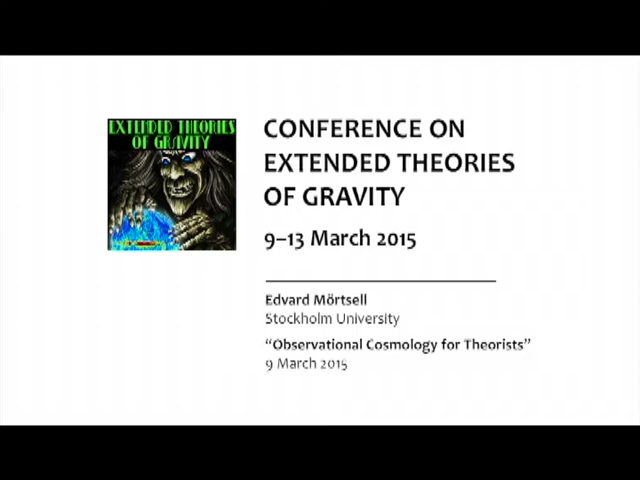 EXTENDED THEORIES
OF GRAVITY
CONFERENCE ON
EXTENDED THEORIES
OF GRAVITY
9–13 March 2015
Edvard Mörtsell
Stockholm University
“Observational Cosmology for Theorists”
9 March 2015